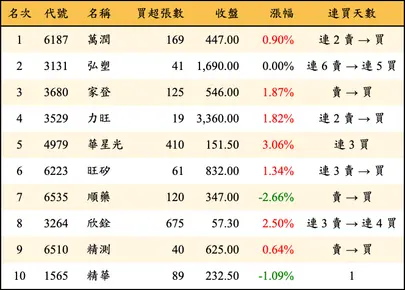 名次 代號 名稱 買超張數 收盤 漲幅 連買天數
1 6187 萬潤 169 447.00 0.90% 連 2 賣 → 買
2 3131 弘塑 41 1,690.00 0.00% 連 6 賣 → 連 5 買
3 3680 家登 125 546.00 1.87% 賣 → 買
4 3529 力旺 19 3,360.00 1.82% 連 2 賣 → 買
5 4979 華星光 410 151.50 3.06% 連 3 買
6 6223 旺矽 61 832.00 1.34% 連 3 賣 → 買
7 6535 順藥 120 347.00 -2.66% 賣 → 買
8 3264 欣銓 675 57.30 2.50% 連 3 賣 → 連 4 買
9 6510 精測 40 625.00 0.64% 賣 → 買
10 1565 精華 89 232.50 -1.09% 1